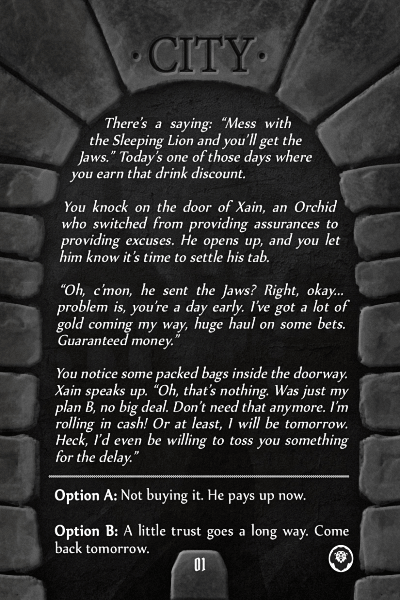 · CITY ·
There's a saying: “Mess with
the Sleeping Lion and you'll get the
Jaws.” Today's one of those days where
you earn that drink discount.
You knock on the door of Xain, an Orchid
who switched from providing assurances to
providing excuses. He opens up, and you let
him know it's time to settle his tab.
“Oh, c'mon, he sent the Jaws? Right, okay...
problem is, you're a day early. I've got a lot of
gold coming my way, huge haul on some bets.
Guaranteed money.”
You notice some packed bags inside the doorway.
Xain speaks up. “Oh, that's nothing. Was just my
plan B, no big deal. Don't need that anymore. I'm
rolling in cash! Or at least, I will be tomorrow.
Heck, I'd even be willing to toss you something
for the delay.”
Option A: Not buying it. He pays up now.
Option B: A little trust goes a long way. Come
back tomorrow.
01